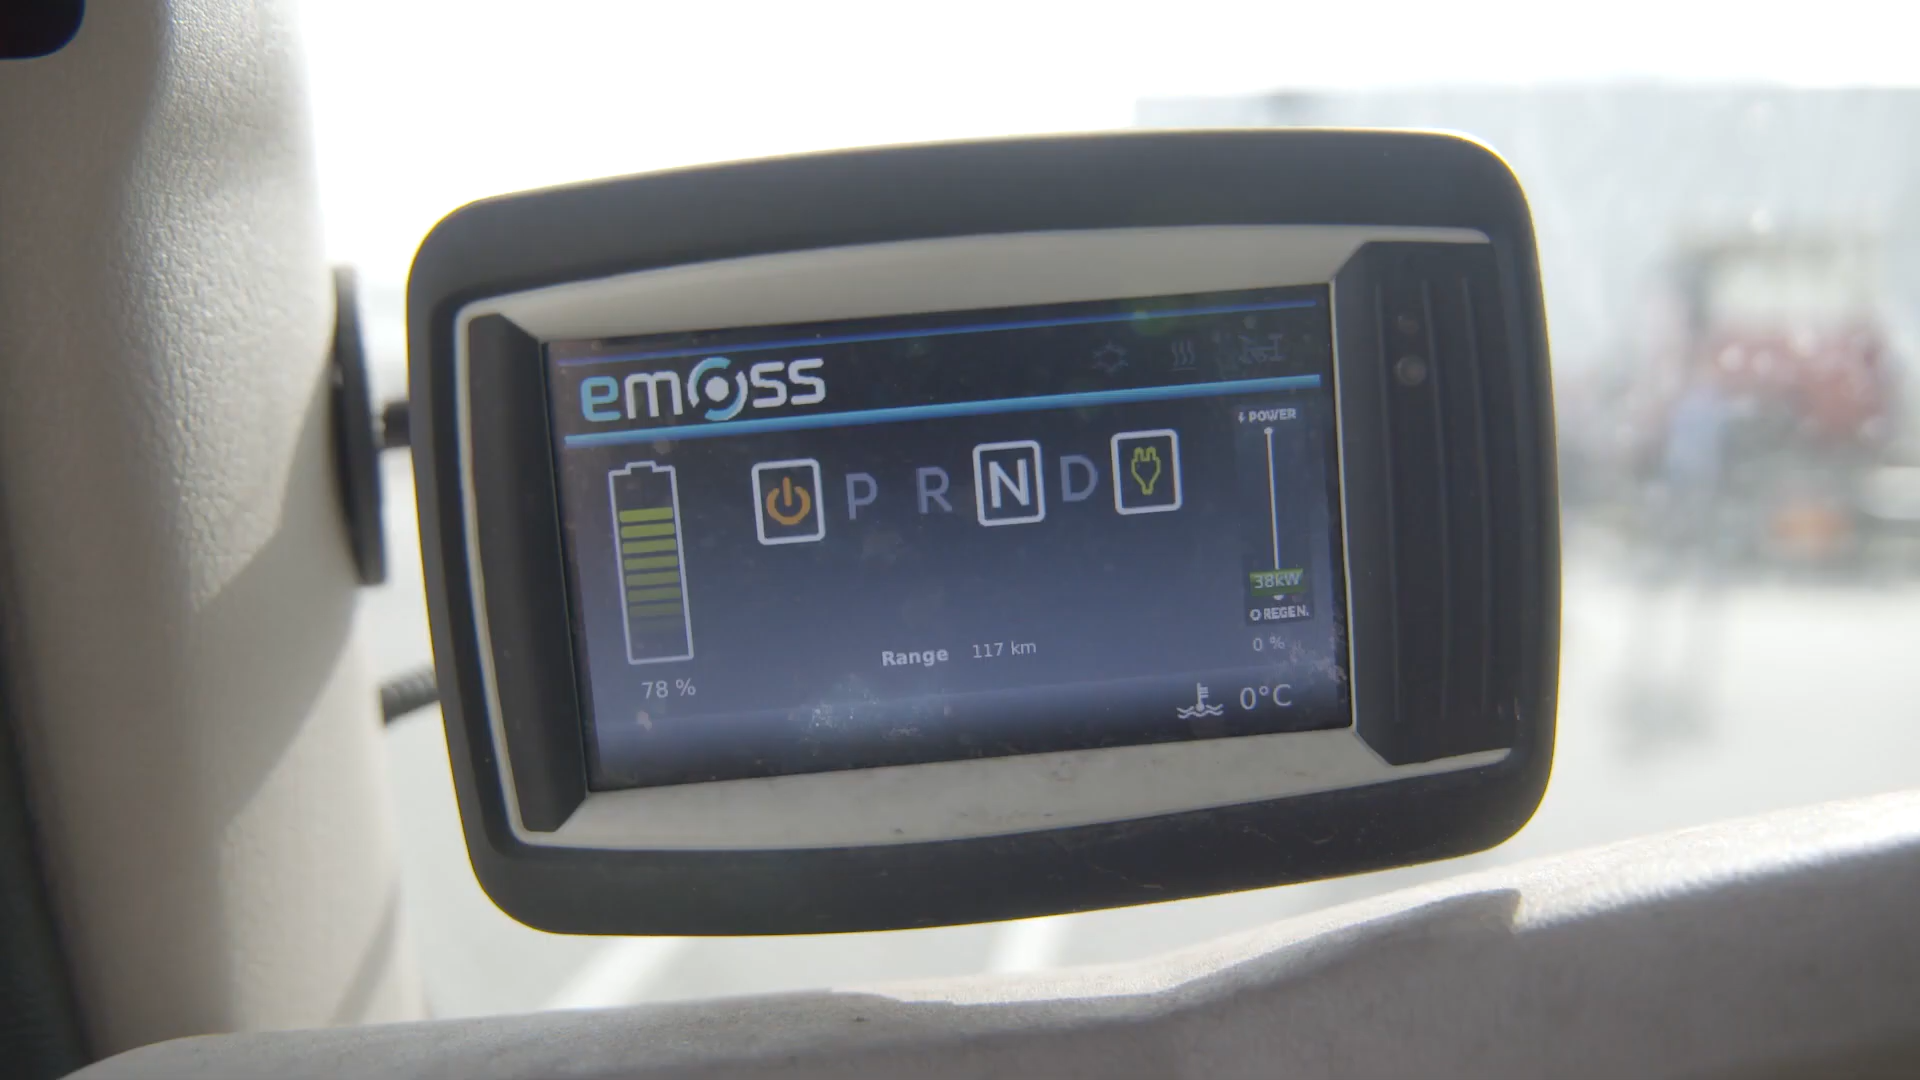 emoss
POWER
P R N D
38kW
REGEN.
Range 117 km
0 %
78 %
0°C